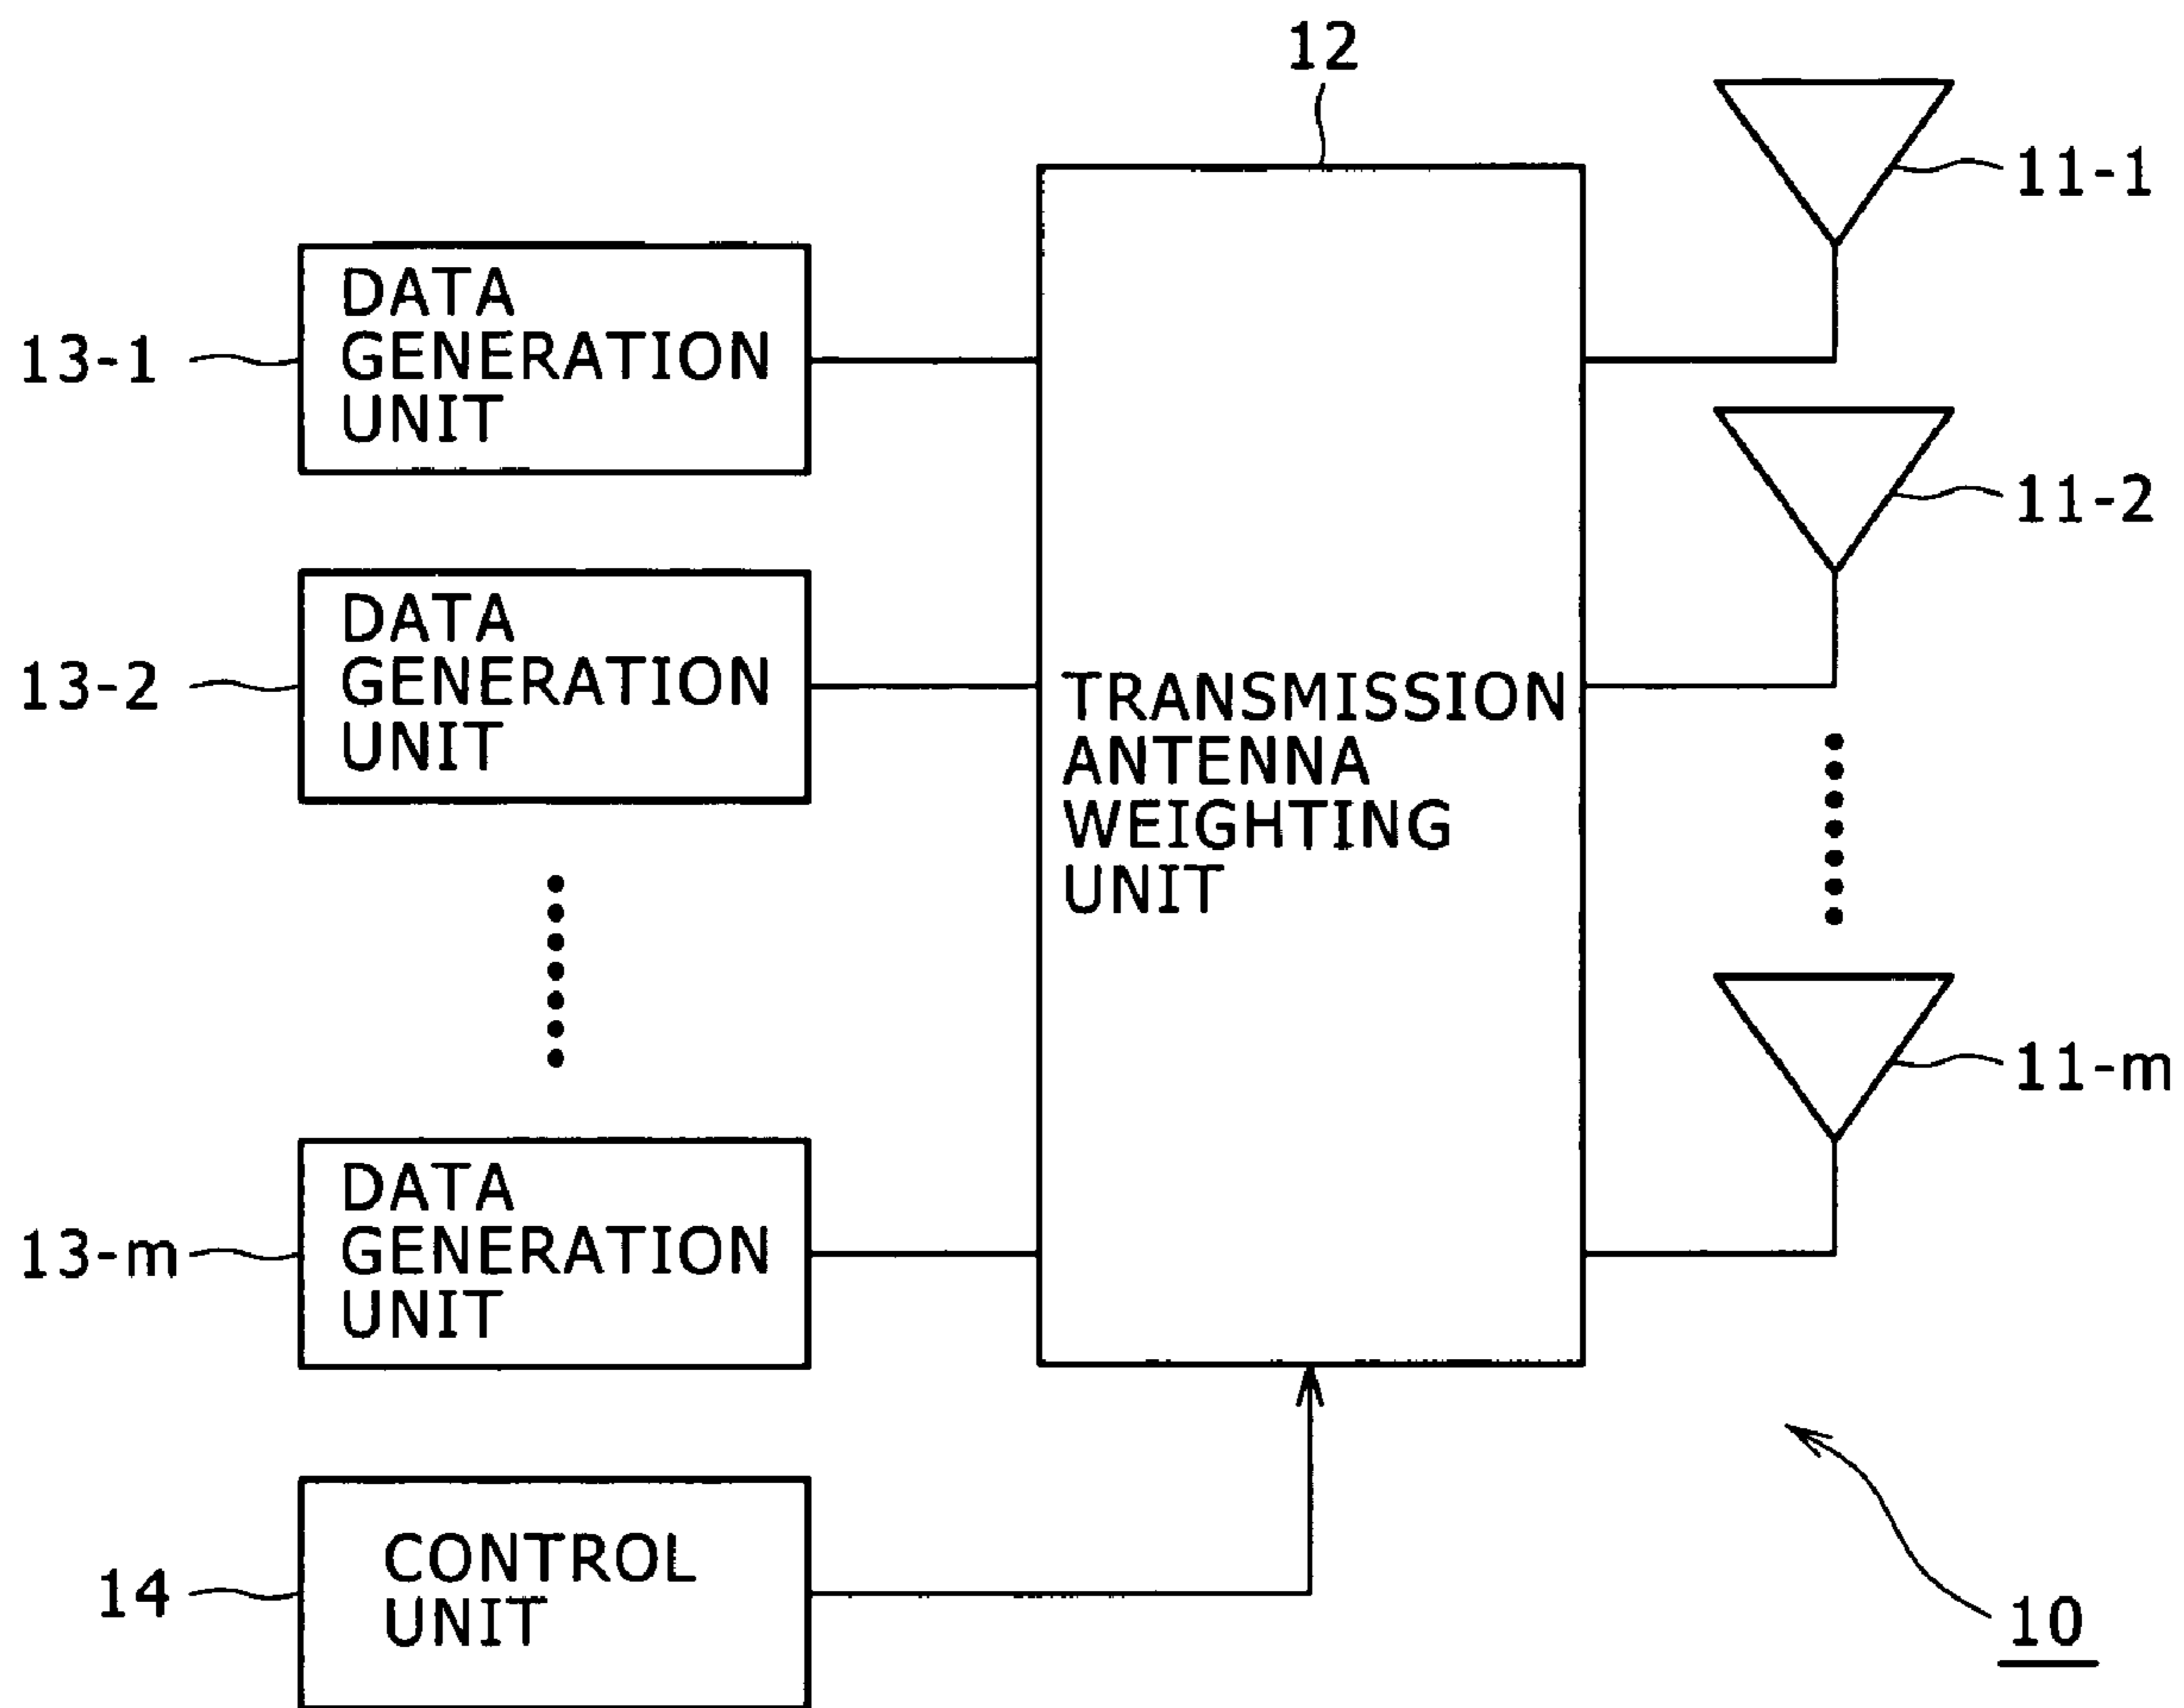 12
11-1
DATA
GENERATION
UNIT
13-1
11-2
DATA
GENERATION
UNIT
13-2
TRANSMISSION
ANTENNA
WEIGHTING
UNIT
11-m
DATA
GENERATION
UNIT
13-m
CONTROL
UNIT
14
10